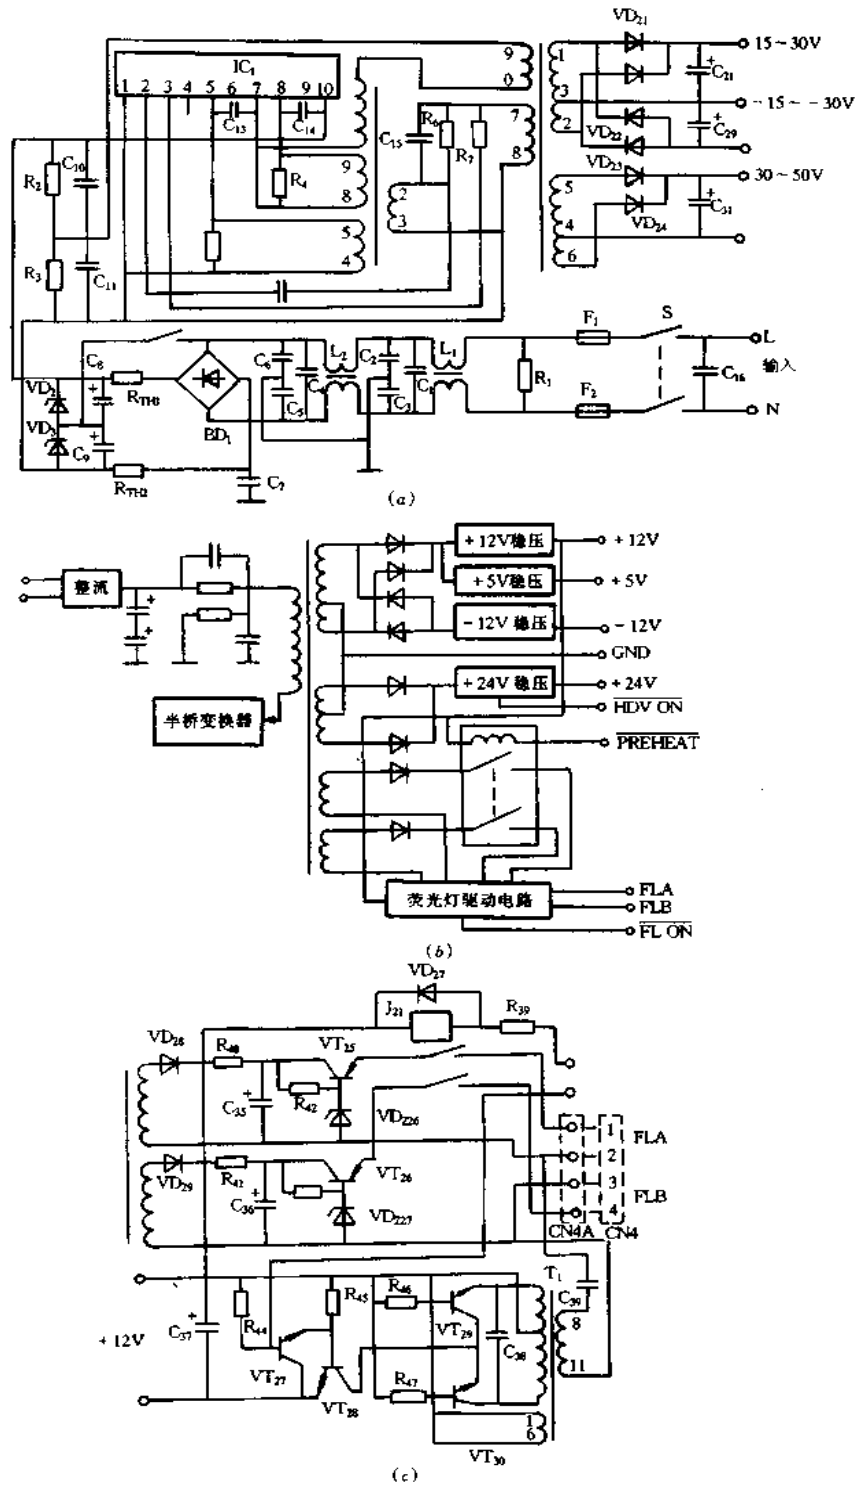 VD₂₁
15～30V
C₂₁
-15～-30V
C₂₉
VD₂₂
VD₂₃
30～50V
C₃₁
VD₂₄
IC₁
1 2 3 4 5 6 7 8 9 10
C₁₃
C₁₄
9
0
1
3
2
7
8
5
4
6
C₁₅
R₆
R₇
9
8
2
3
5
4
R₄
C₁₀
R₂
R₃
C₁₁
F₁
S
L
输入
C₁₆
R₁
F₂
N
L₂
L₁
C₆
C₅
C₂
C₃
C₁
C₈
VD₂
VD₃
C₉
R_TH1
R_TH2
BD₁
C₇
(a)
整流
半桥变换器
+12V稳压
+12V
+5V稳压
+5V
-12V稳压
-12V
GND
+24V稳压
+24V
HDV ON
PREHEAT
荧光灯驱动电路
FLA
FLB
FL ON
(b)
VD₂₇
J₂₁
R₃₉
VD₂₈
R₄₀
VT₂₅
C₃₅
R₄₂
VD₂₂₆
1
2
3
4
FLA
FLB
CN4A
CN4
VD₂₉
R₄₂
VT₂₆
C₃₆
VD₂₂₇
+12V
C₃₇
R₄₄
R₄₅
R₄₆
R₄₇
VT₂₇
VT₂₈
VT₂₉
VT₃₀
C₃₈
T₁
C₃₉
8
11
1
6
(c)